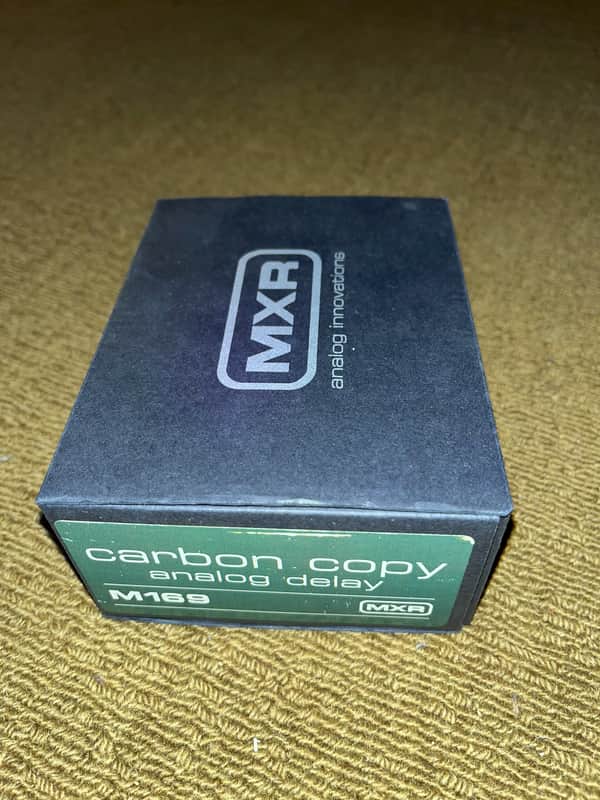 MXR
analog innovations
carbon copy
analog delay
M169
MXR